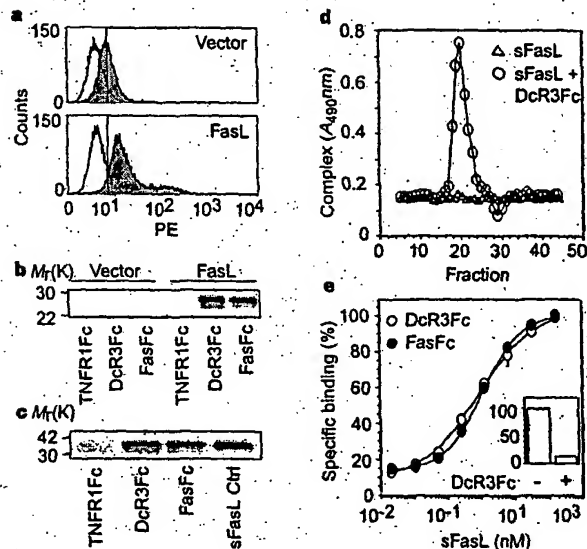 a
150
Vector
0
150
FasL
0
Counts
0 10¹ 10² 10³ 10⁴
PE
b Mr(K) Vector FasL
30
22
TNFR1Fc
DcR3Fc
FasFc
TNFR1Fc
DcR3Fc
FasFc
c Mr(K)
42
30
TNFR1Fc
DcR3Fc
FasFc
sFasL Ctrl
d
0.8
0.6
0.4
0.2
0
Complex (A490nm)
sFasL
sFasL +
DcR3Fc
0 10 20 30 40 50
Fraction
e
100
80
60
40
20
0
Specific binding (%)
DcR3Fc
FasFc
100
50
0
DcR3Fc - +
10⁻² 10⁻¹ 10⁰ 10¹ 10² 10³
sFasL (nM)